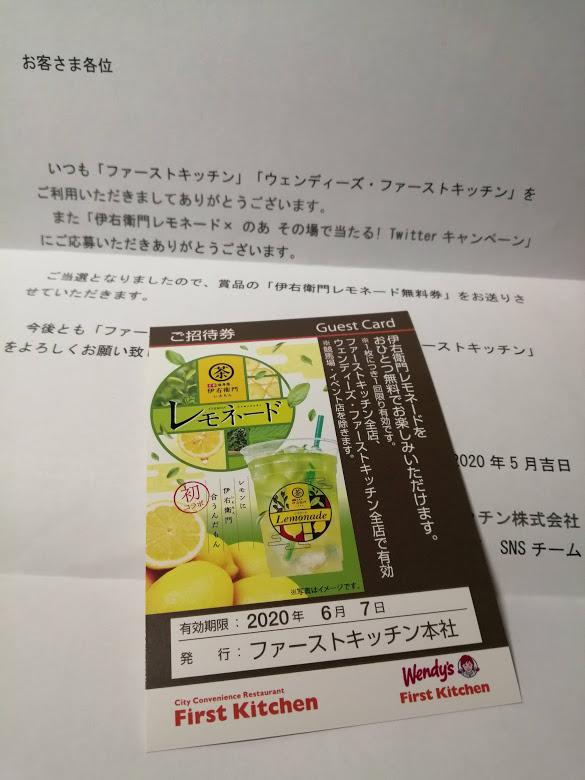 お客さま各位
いつも「ファーストキッチン」「ウェンディーズ・ファーストキッチン」を
ご利用いただきましてありがとうございます。
また「伊右衛門レモネード× のあ その場で当たる! Twitter キャンペーン」
にご応募いただきありがとうございます。
ご当選となりましたので、賞品の「伊右衛門レモネード無料券」をお送りさ
せていただきます。
今後とも「ファー ーストキッチン」
をよろしくお願い致し
2020 年 5 月吉日
チン株式会社
SNS チーム
ご招待券
Guest Card
茶
伊右衛門
レモネード
初
コラボ
レモンに
伊右衛門
合うんだもん
茶
Lemonade
※写真はイメージです。
伊右衛門レモネードを
おひとつ無料でお楽しみいただけます。
※1枚につき1回限り有効です。
ファーストキッチン全店、
ウェンディーズ・ファーストキッチン全店で有効
※競馬場・イベント店を除きます。
有効期限：2020年 6月 7日
発 行：ファーストキッチン本社
City Convenience Restaurant
First Kitchen
Wendy's
First Kitchen